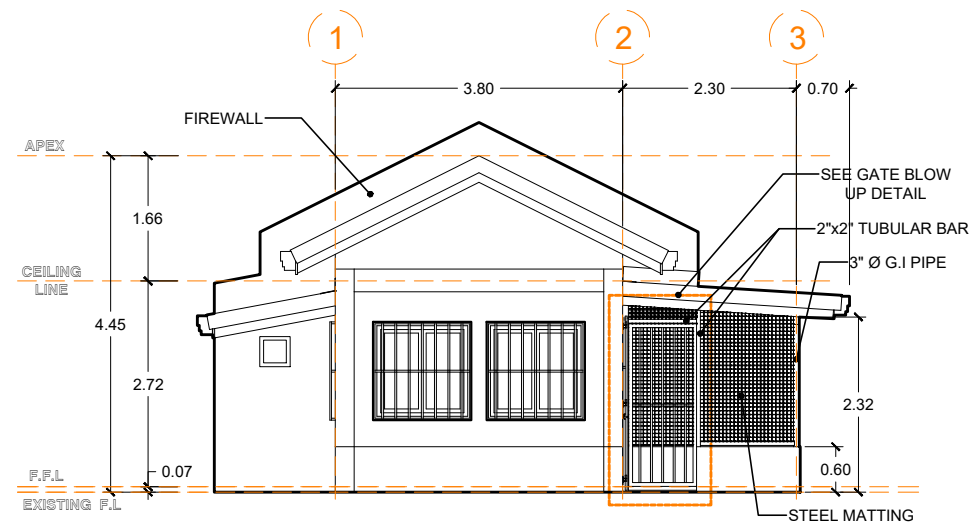 1
2
3
3.80
2.30
0.70
FIREWALL
APEX
SEE GATE BLOW
UP DETAIL
1.66
2"x2" TUBULAR BAR
3" Ø G.I PIPE
CEILING
LINE
4.45
2.72
2.32
0.07
0.60
F.F.L
EXISTING F.L
STEEL MATTING